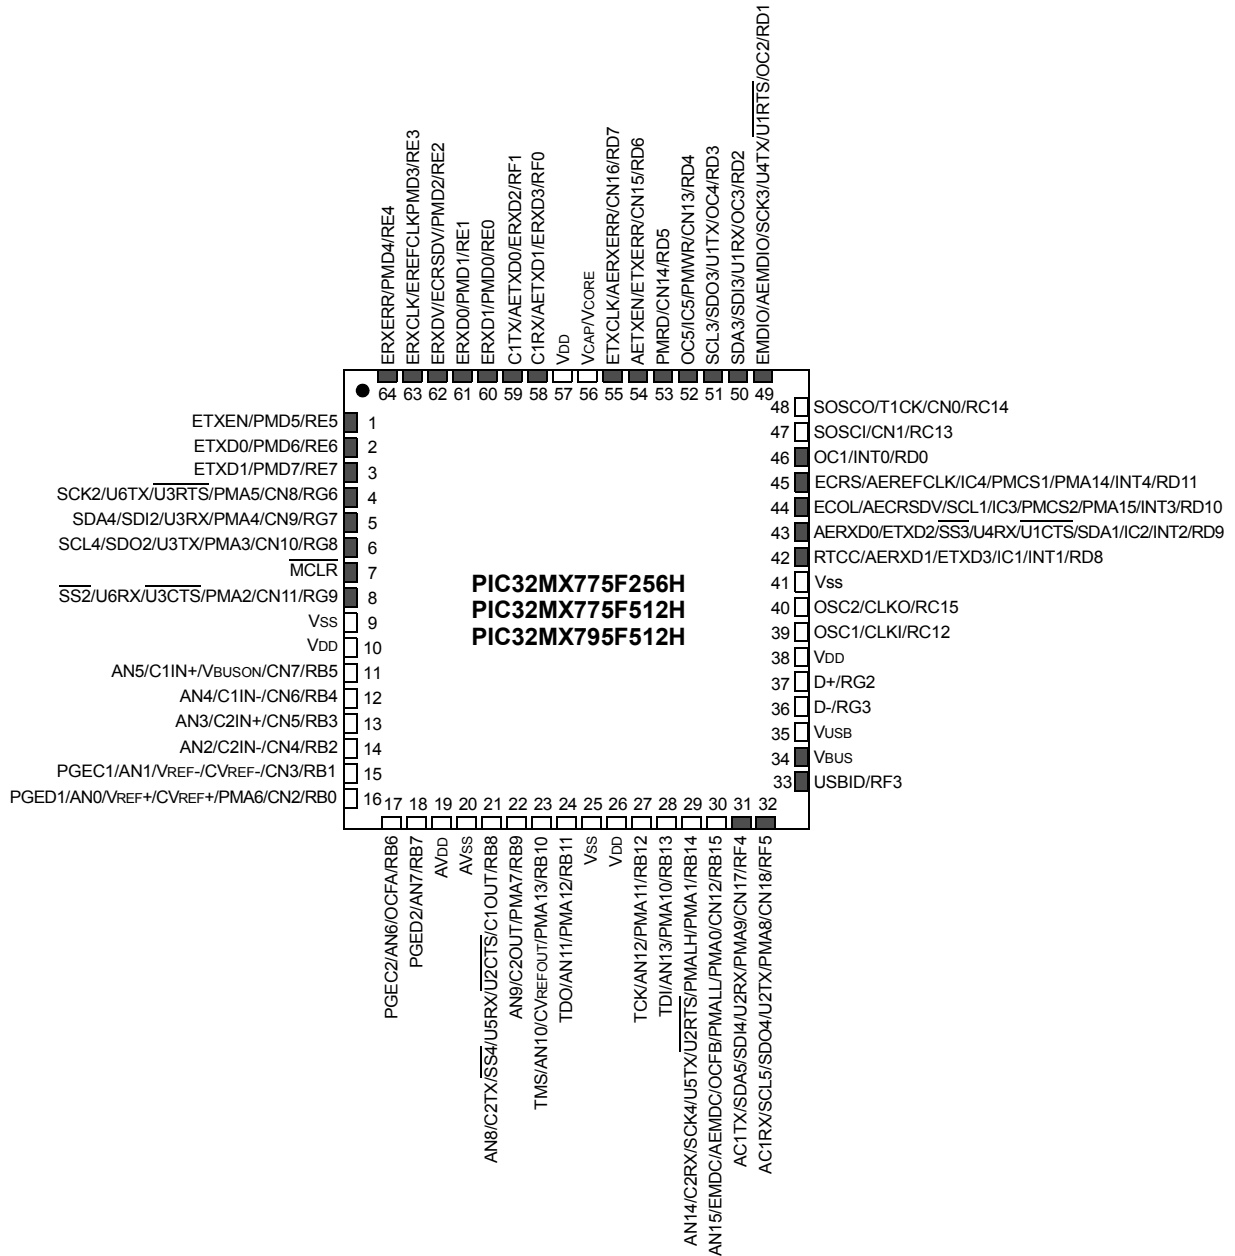 ERXERR/PMD4/RE4
ERXCLK/EREFCLKPMD3/RE3
ERXDV/ECRSDV/PMD2/RE2
ERXD0/PMD1/RE1
ERXD1/PMD0/RE0
C1TX/AETXD0/ERXD2/RF1
C1RX/AETXD1/ERXD3/RF0
VDD
VCAP/VCORE
ETXCLK/AERXERR/CN16/RD7
AETXEN/ETXERR/CN15/RD6
PMRD/CN14/RD5
OC5/IC5/PMWR/CN13/RD4
SCL3/SDO3/U1TX/OC4/RD3
SDA3/SDI3/U1RX/OC3/RD2
EMDIO/AEMDIO/SCK3/U4TX/U1RTS/OC2/RD1
64 63 62 61 60 59 58 57 56 55 54 53 52 51 50 49
ETXEN/PMD5/RE5 1
ETXD0/PMD6/RE6 2
ETXD1/PMD7/RE7 3
SCK2/U6TX/U3RTS/PMA5/CN8/RG6 4
SDA4/SDI2/U3RX/PMA4/CN9/RG7 5
SCL4/SDO2/U3TX/PMA3/CN10/RG8 6
MCLR 7
SS2/U6RX/U3CTS/PMA2/CN11/RG9 8
VSS 9
VDD 10
AN5/C1IN+/VBUSON/CN7/RB5 11
AN4/C1IN-/CN6/RB4 12
AN3/C2IN+/CN5/RB3 13
AN2/C2IN-/CN4/RB2 14
PGEC1/AN1/VREF-/CVREF-/CN3/RB1 15
PGED1/AN0/VREF+/CVREF+/PMA6/CN2/RB0 16
PIC32MX775F256H
PIC32MX775F512H
PIC32MX795F512H
48 SOSCO/T1CK/CN0/RC14
47 SOSCI/CN1/RC13
46 OC1/INT0/RD0
45 ECRS/AEREFCLK/IC4/PMCS1/PMA14/INT4/RD11
44 ECOL/AECRSDV/SCL1/IC3/PMCS2/PMA15/INT3/RD10
43 AERXD0/ETXD2/SS3/U4RX/U1CTS/SDA1/IC2/INT2/RD9
42 RTCC/AERXD1/ETXD3/IC1/INT1/RD8
41 Vss
40 OSC2/CLKO/RC15
39 OSC1/CLKI/RC12
38 VDD
37 D+/RG2
36 D-/RG3
35 VUSB
34 VBUS
33 USBID/RF3
17 18 19 20 21 22 23 24 25 26 27 28 29 30 31 32
PGEC2/AN6/OCFA/RB6
PGED2/AN7/RB7
AVDD
AVSS
AN8/C2TX/SS4/U5RX/U2CTS/C1OUT/RB8
AN9/C2OUT/PMA7/RB9
TMS/AN10/CVREFOUT/PMA13/RB10
TDO/AN11/PMA12/RB11
VSS
VDD
TCK/AN12/PMA11/RB12
TDI/AN13/PMA10/RB13
AN14/C2RX/SCK4/U5TX/U2RTS/PMALH/PMA1/RB14
AN15/EMDC/AEMDC/OCFB/PMALL/PMA0/CN12/RB15
AC1TX/SDA5/SDI4/U2RX/PMA9/CN17/RF4
AC1RX/SCL5/SDO4/U2TX/PMA8/CN18/RF5